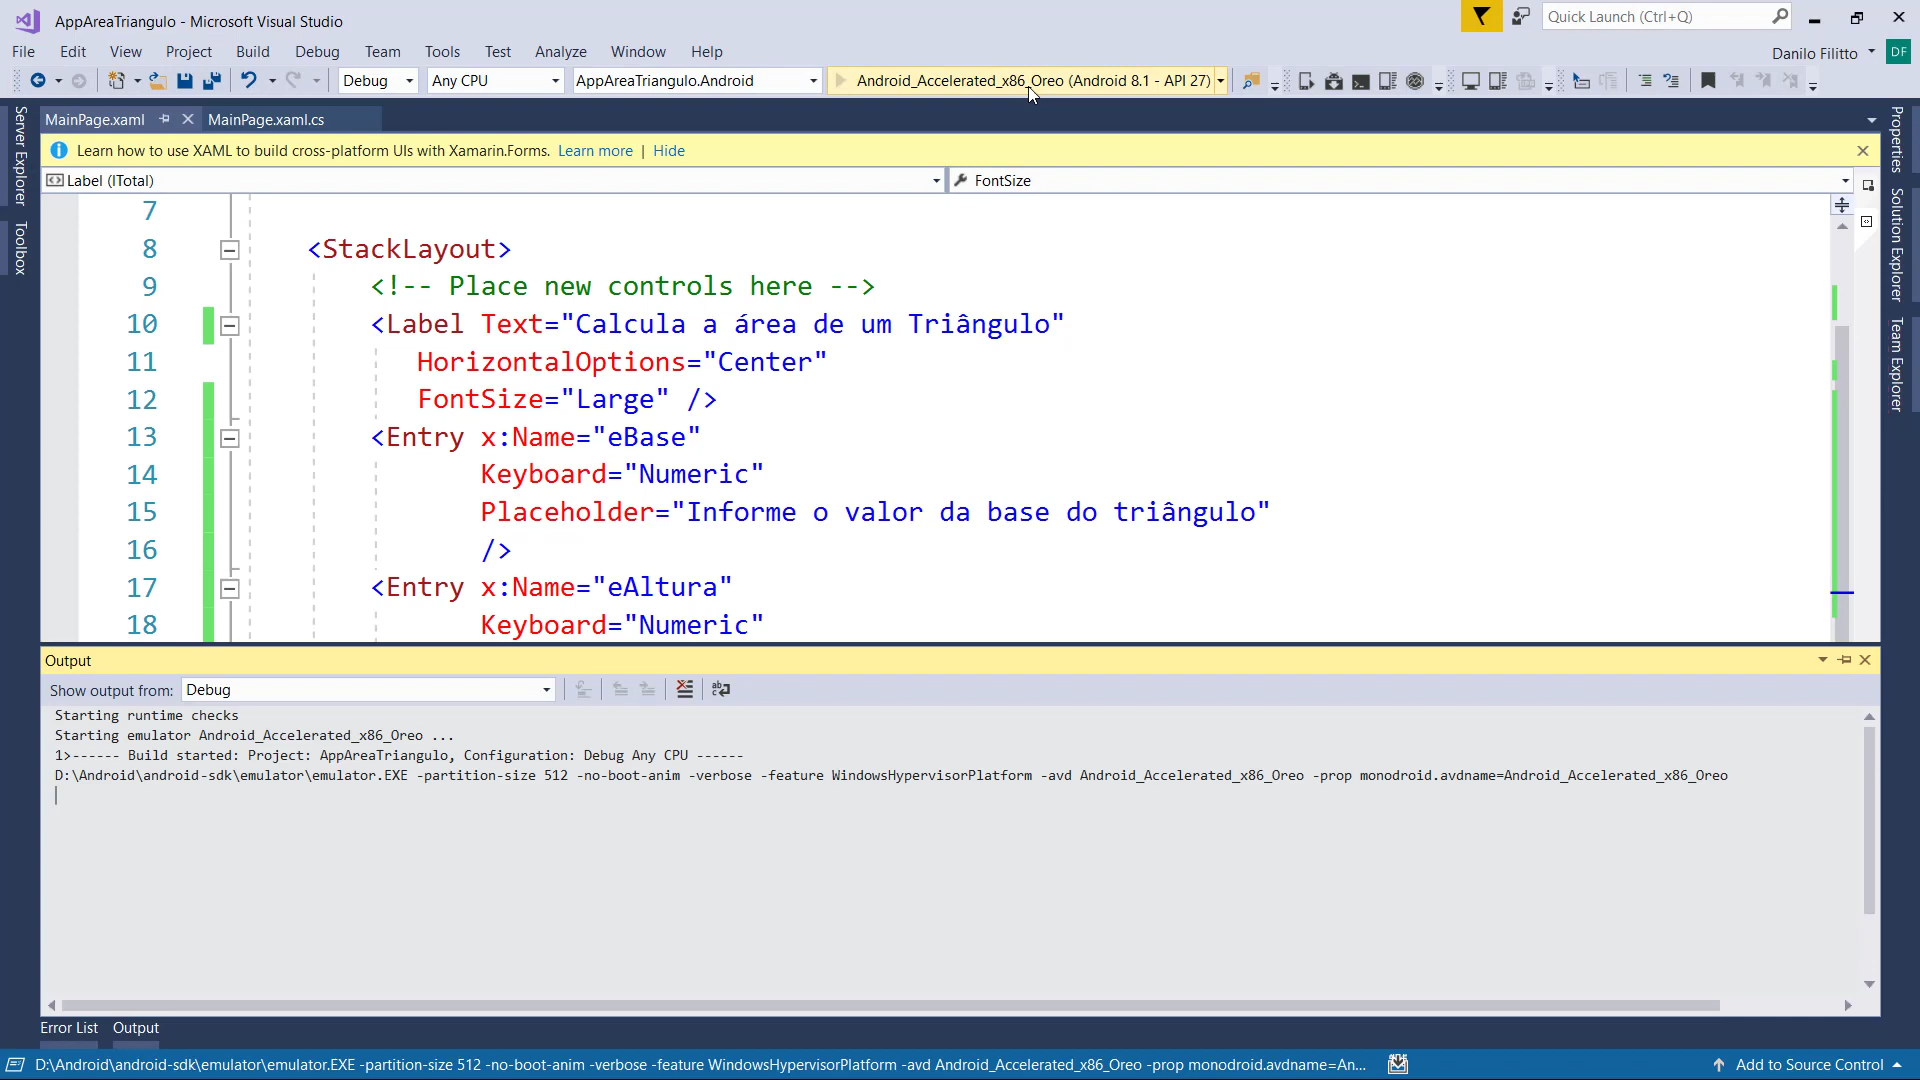 AppAreaTriangulo - Microsoft Visual Studio
Quick Launch (Ctrl+Q)
File Edit View Project Build Debug Team Tools Test Analyze Window Help
Danilo Filitto DF
Debug Any CPU AppAreaTriangulo.Android Android_Accelerated_x86_Oreo (Android 8.1 - API 27)
MainPage.xaml MainPage.xaml.cs
Server Explorer
Toolbox
Properties
Solution Explorer
Team Explorer
Learn how to use XAML to build cross-platform UIs with Xamarin.Forms. Learn more | Hide
Label (lTotal) FontSize
7
8 <StackLayout>
9 <!-- Place new controls here -->
10 <Label Text="Calcula a área de um Triângulo"
11 HorizontalOptions="Center"
12 FontSize="Large" />
13 <Entry x:Name="eBase"
14 Keyboard="Numeric"
15 Placeholder="Informe o valor da base do triângulo"
16 />
17 <Entry x:Name="eAltura"
18 Keyboard="Numeric"
Output
Show output from: Debug
Starting runtime checks
Starting emulator Android_Accelerated_x86_Oreo ...
1>------ Build started: Project: AppAreaTriangulo, Configuration: Debug Any CPU ------
D:\Android\android-sdk\emulator\emulator.EXE -partition-size 512 -no-boot-anim -verbose -feature WindowsHypervisorPlatform -avd Android_Accelerated_x86_Oreo -prop monodroid.avdname=Android_Accelerated_x86_Oreo
Error List Output
D:\Android\android-sdk\emulator\emulator.EXE -partition-size 512 -no-boot-anim -verbose -feature WindowsHypervisorPlatform -avd Android_Accelerated_x86_Oreo -prop monodroid.avdname=An...
Add to Source Control